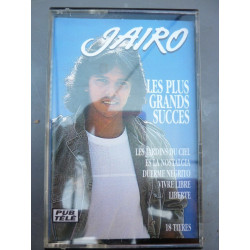 JAIRO
LES PLUS
GRANDS
SUCCES
LES JARDINS DU CIEL
ES LA NOSTALGIA
DUERME NEGRITO
VIVRE LIBRE
LIBERTE
PUB
TELE
18 TITRES